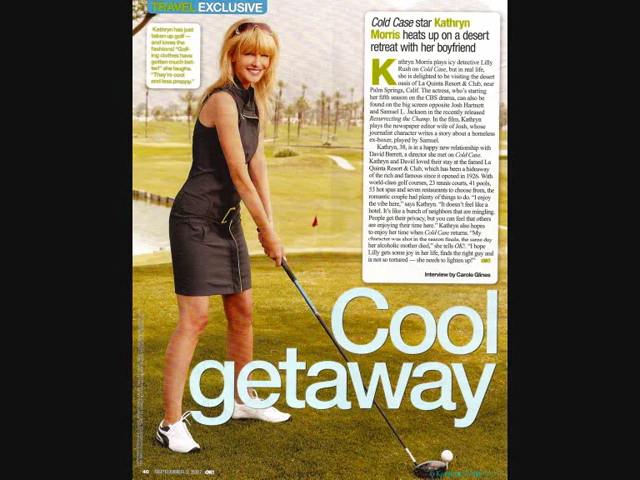 TRAVEL EXCLUSIVE
Kathryn has just
taken up golf —
and loves the
fashions! "Golf-
ing clothes have
gotten much bet-
ter!" she laughs.
"They're cool
and less preppy."
Cold Case star Kathryn
Morris heats up on a desert
retreat with her boyfriend
Kathryn Morris plays icy detective Lilly
Rush on Cold Case, but in real life,
she is delighted to be visiting the desert
oasis of La Quinta Resort & Club, near
Palm Springs, Calif. The actress, who's starting
her fifth season on the CBS drama, can also be
found on the big screen opposite Josh Hartnett
and Samuel L. Jackson in the recently released
Resurrecting the Champ. In the film, Kathryn
plays the newspaper editor wife of Josh, whose
journalist character writes a story about a homeless
ex-boxer, played by Samuel.
Kathryn, 38, is in a happy new relationship with
David Barrett, a director she met on Cold Case.
Kathryn and David loved their stay at the famed La
Quinta Resort & Club, which has been a hideaway
of the rich and famous since it opened in 1926. With
world-class golf courses, 23 tennis courts, 41 pools,
53 hot spas and seven restaurants to choose from, the
romantic couple had plenty of things to do. "I enjoy
the vibe here," says Kathryn. "It doesn't feel like a
hotel. It's like a bunch of neighbors that are mingling.
People get their privacy, but you can feel that others
are enjoying their time here." Kathryn also hopes
to enjoy her time when Cold Case returns. "My
character was shot in the season finale, the same day
her alcoholic mother died," she tells OK!. "I hope
Lilly gets some joy in her life, finds the right guy and
is not so tortured — she needs to lighten up!" OK!
Interview by Carole Glines
Cool
getaway
40 SEPTEMBER 3, 2007 OK!